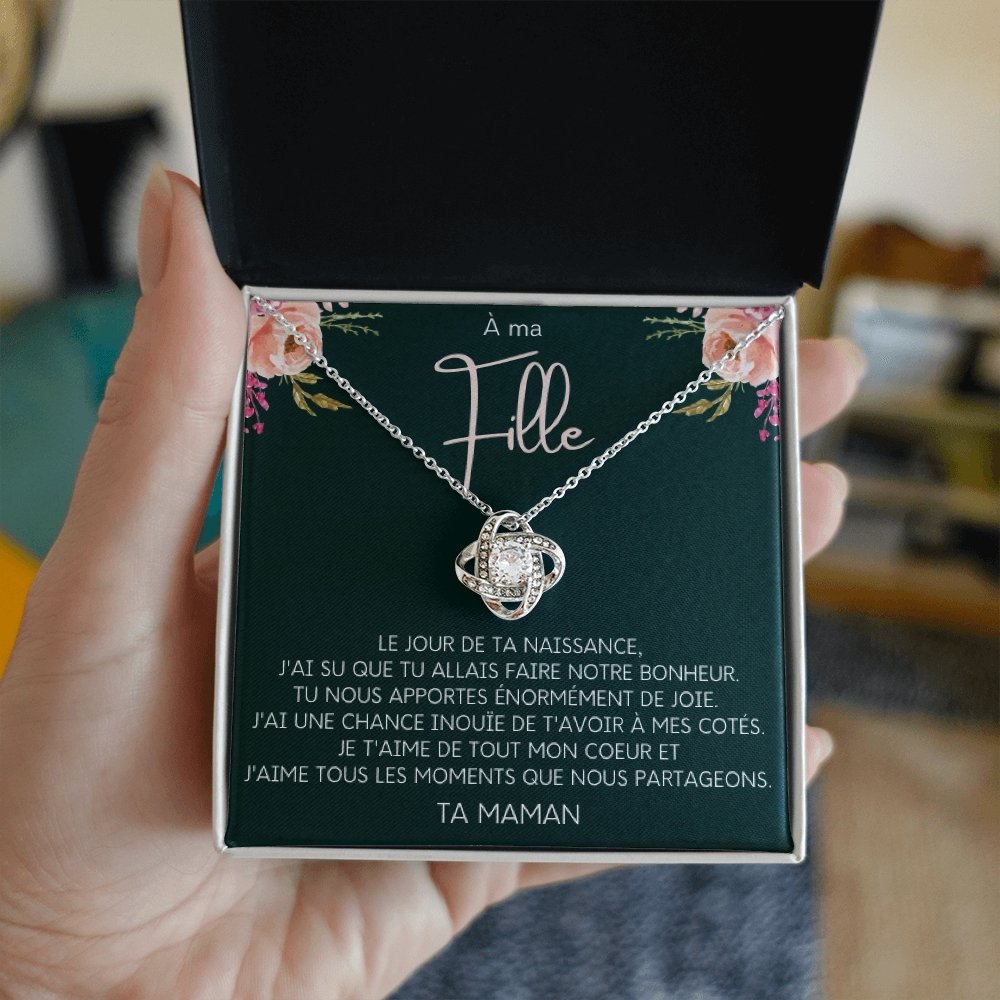 À ma
Fille
LE JOUR DE TA NAISSANCE,
J'AI SU QUE TU ALLAIS FAIRE NOTRE BONHEUR.
TU NOUS APPORTES ÉNORMÉMENT DE JOIE.
J'AI UNE CHANCE INOUÏE DE T'AVOIR À MES COTÉS.
JE T'AIME DE TOUT MON COEUR ET
J'AIME TOUS LES MOMENTS QUE NOUS PARTAGEONS.
TA MAMAN